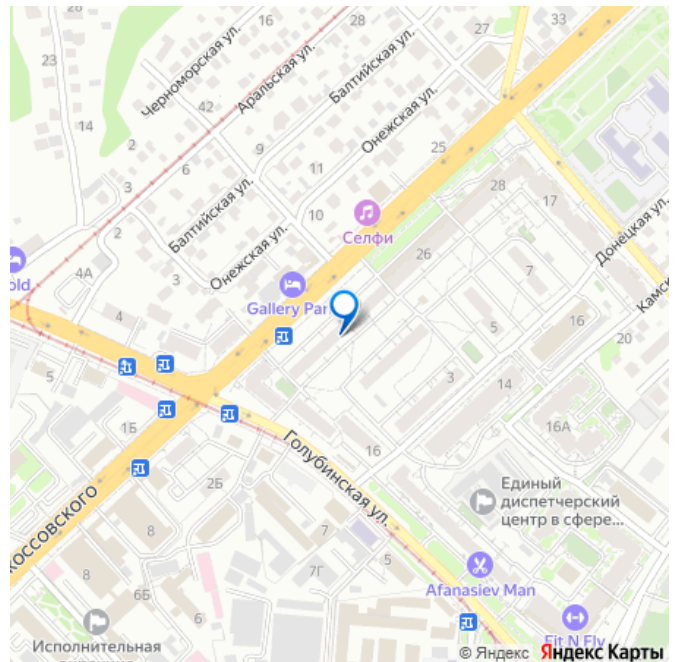 28
16
28
27
33
23
Черноморская ул.
Аральская ул.
Балтийская ул.
42
14
2
6
9
Онежская ул.
25
11
3
28
17
Балтийская ул.
10
Селфи
2
Онежская ул.
26
Донецкая ул.
old
4А
3
7
Камск
4
Gallery Par
5
16
20
5
3
14
1Б
16
16А
Голубинская ул.
2Б
Единый
диспетчерский
центр в сфере...
КОССОВСКОГО
8
7
8
7Г
5
6Б
6
Afanasiev Man
Исполнительная
Fit N Fly
© Яндекс Яндекс Карты